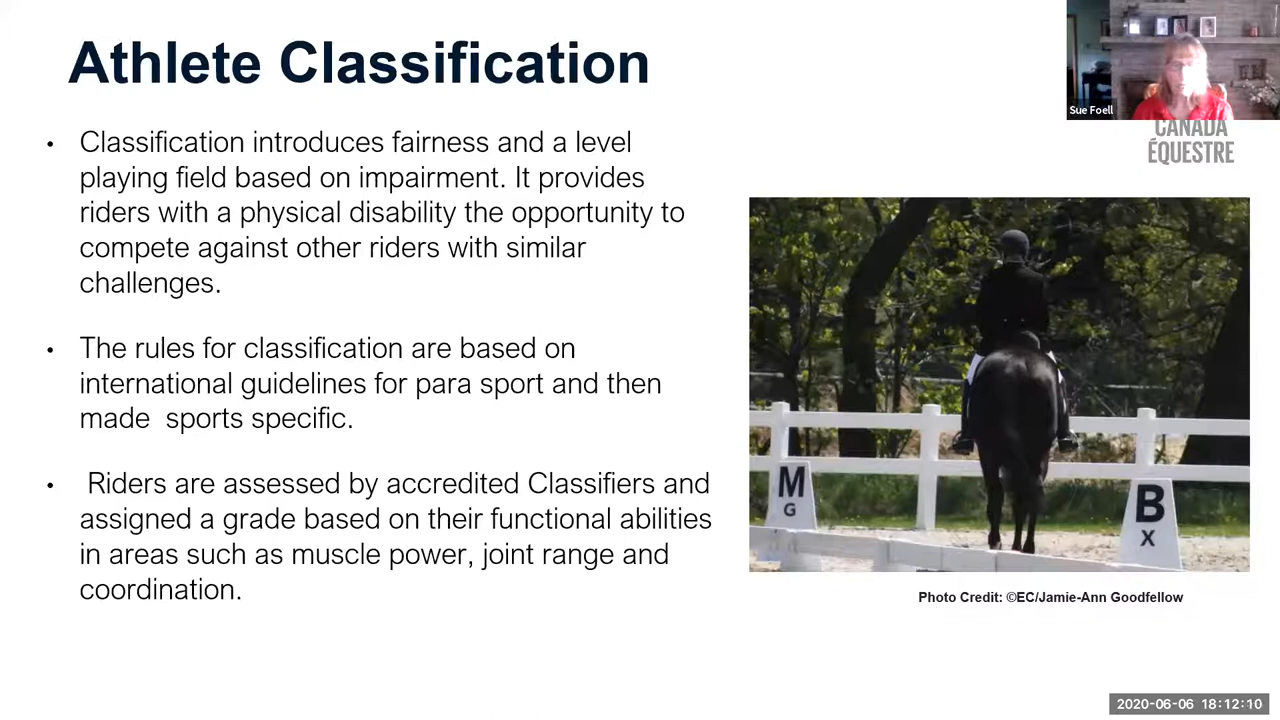 Athlete Classification
Sue Foell
CANADA
ÉQUESTRE
• Classification introduces fairness and a level
playing field based on impairment. It provides
riders with a physical disability the opportunity to
compete against other riders with similar
challenges.
• The rules for classification are based on
international guidelines for para sport and then
made  sports specific.
• Riders are assessed by accredited Classifiers and
assigned a grade based on their functional abilities
in areas such as muscle power, joint range and
coordination.
M
G
B
X
Photo Credit: ©EC/Jamie-Ann Goodfellow
2020-06-06 18:12:10